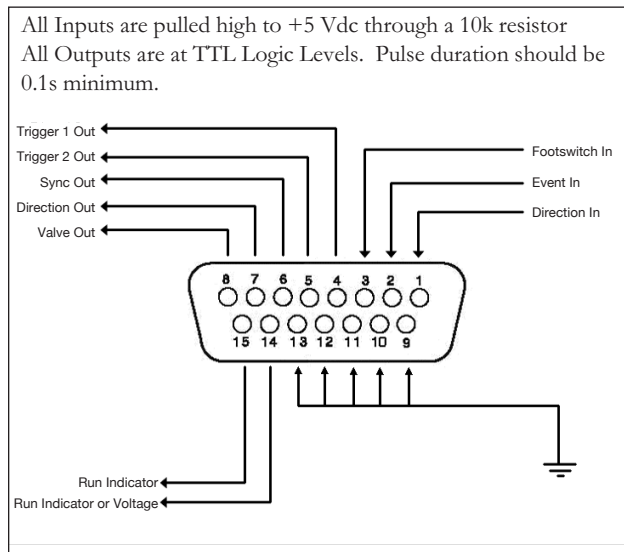 All Inputs are pulled high to +5 Vdc through a 10k resistor
All Outputs are at TTL Logic Levels.  Pulse duration should be
0.1s minimum.
Trigger 1 Out
Trigger 2 Out
Sync Out
Direction Out
Valve Out
Footswitch In
Event In
Direction In
8 7 6 5 4 3 2 1
15 14 13 12 11 10 9
Run Indicator
Run Indicator or Voltage